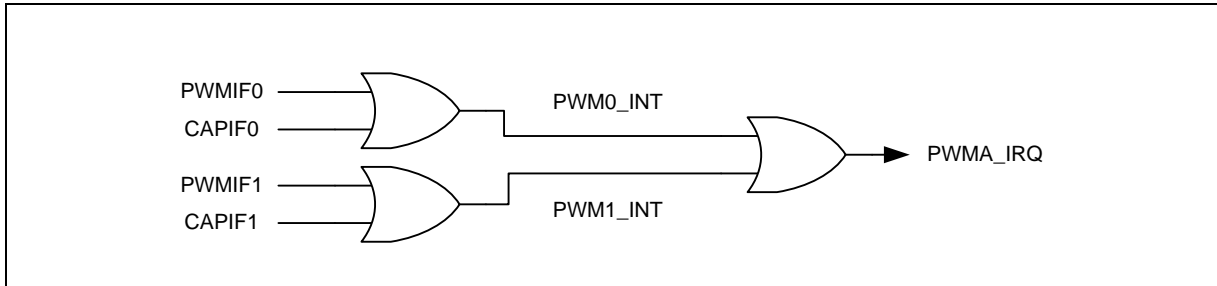 PWMIF0
CAPIF0
PWM0_INT
PWMIF1
CAPIF1
PWM1_INT
PWMA_IRQ